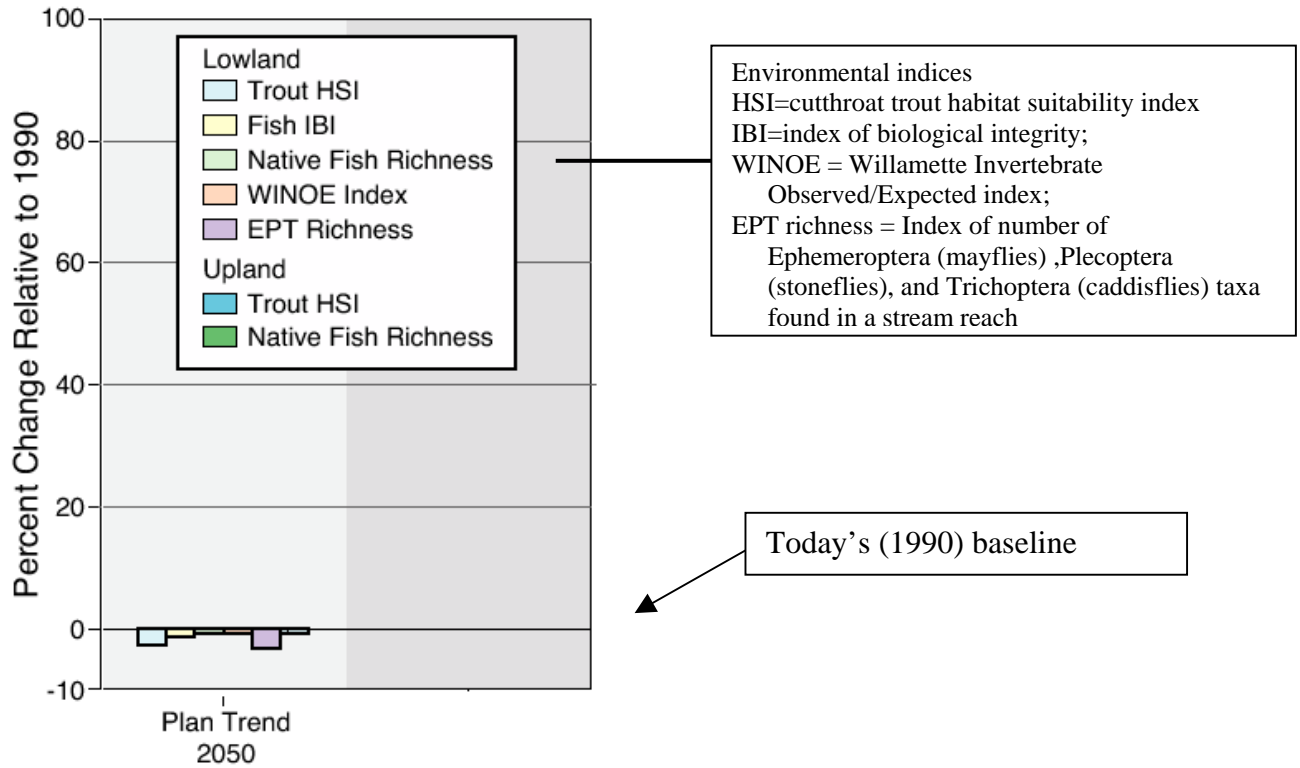 100
80
60
40
20
0
-10
Percent Change Relative to 1990
Lowland
Trout HSI
Fish IBI
Native Fish Richness
WINOE Index
EPT Richness
Upland
Trout HSI
Native Fish Richness
Plan Trend
2050
Environmental indices
HSI=cutthroat trout habitat suitability index
IBI=index of biological integrity;
WINOE = Willamette Invertebrate
Observed/Expected index;
EPT richness = Index of number of
Ephemeroptera (mayflies) ,Plecoptera
(stoneflies), and Trichoptera (caddisflies) taxa
found in a stream reach
Today’s (1990) baseline